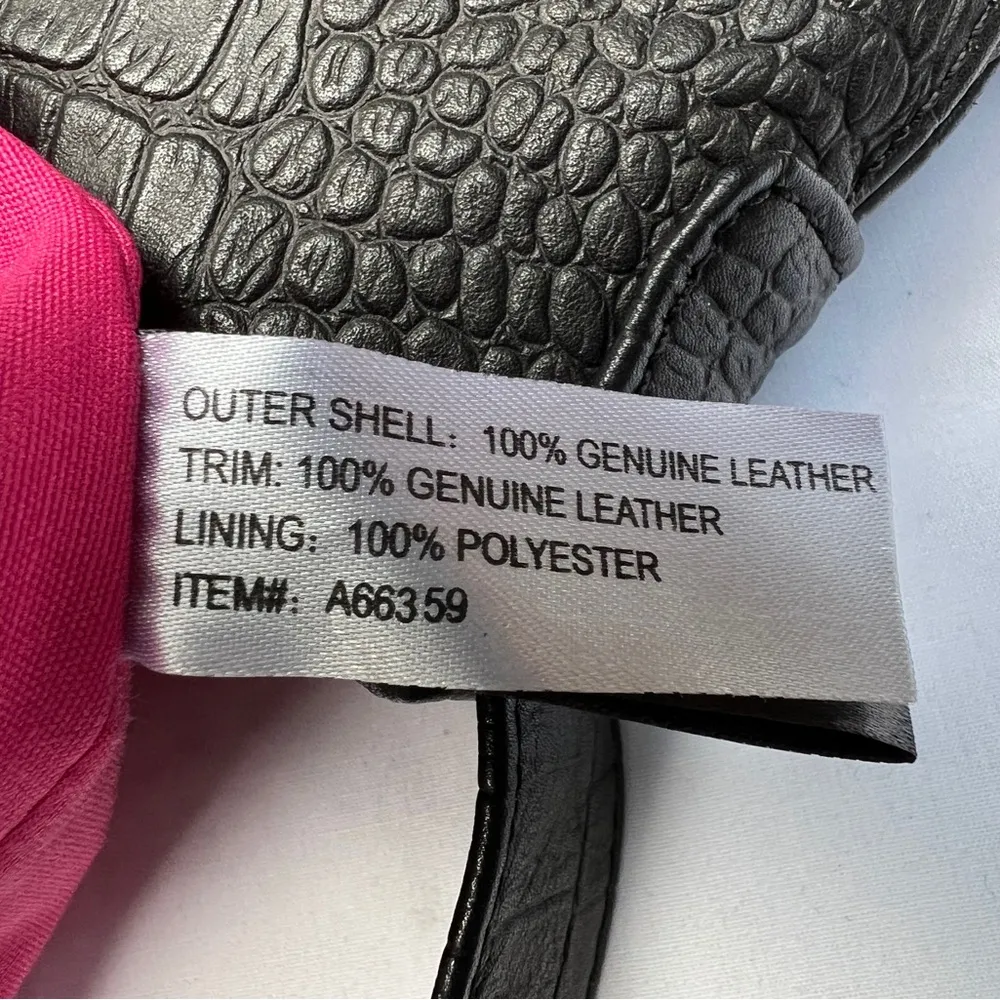 OUTER SHELL: 100% GENUINE LEATHER
TRIM: 100% GENUINE LEATHER
LINING: 100% POLYESTER
ITEM#: A66359